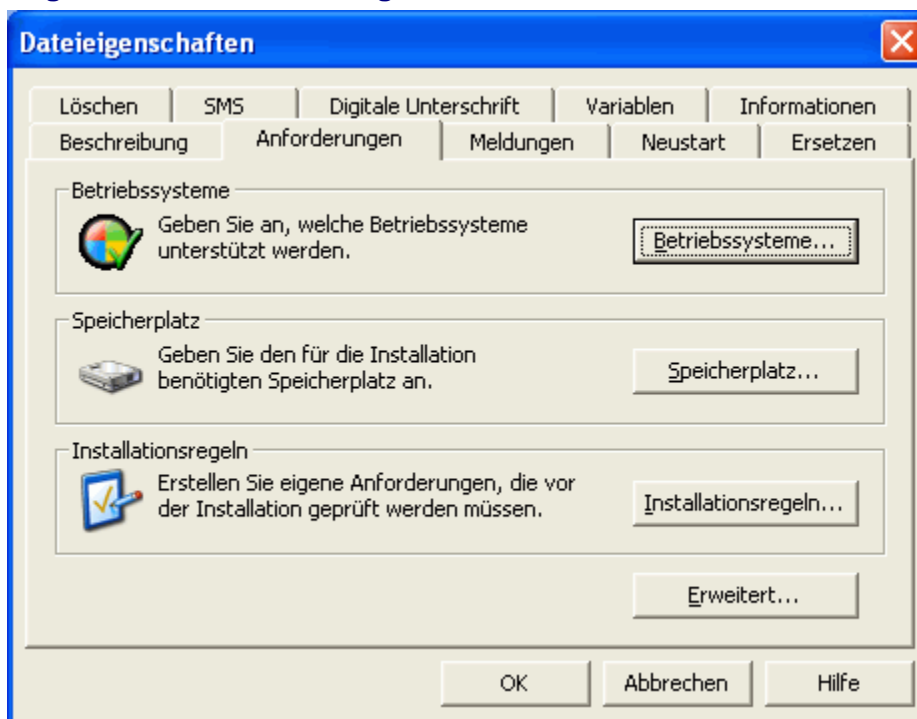 Dateieigenschaften
Löschen SMS Digitale Unterschrift Variablen Informationen
Beschreibung Anforderungen Meldungen Neustart Ersetzen
Betriebssysteme
Geben Sie an, welche Betriebssysteme
unterstützt werden.
Betriebssysteme...
Speicherplatz
Geben Sie den für die Installation
benötigten Speicherplatz an.
Speicherplatz...
Installationsregeln
Erstellen Sie eigene Anforderungen, die vor
der Installation geprüft werden müssen.
Installationsregeln...
Erweitert...
OK Abbrechen Hilfe